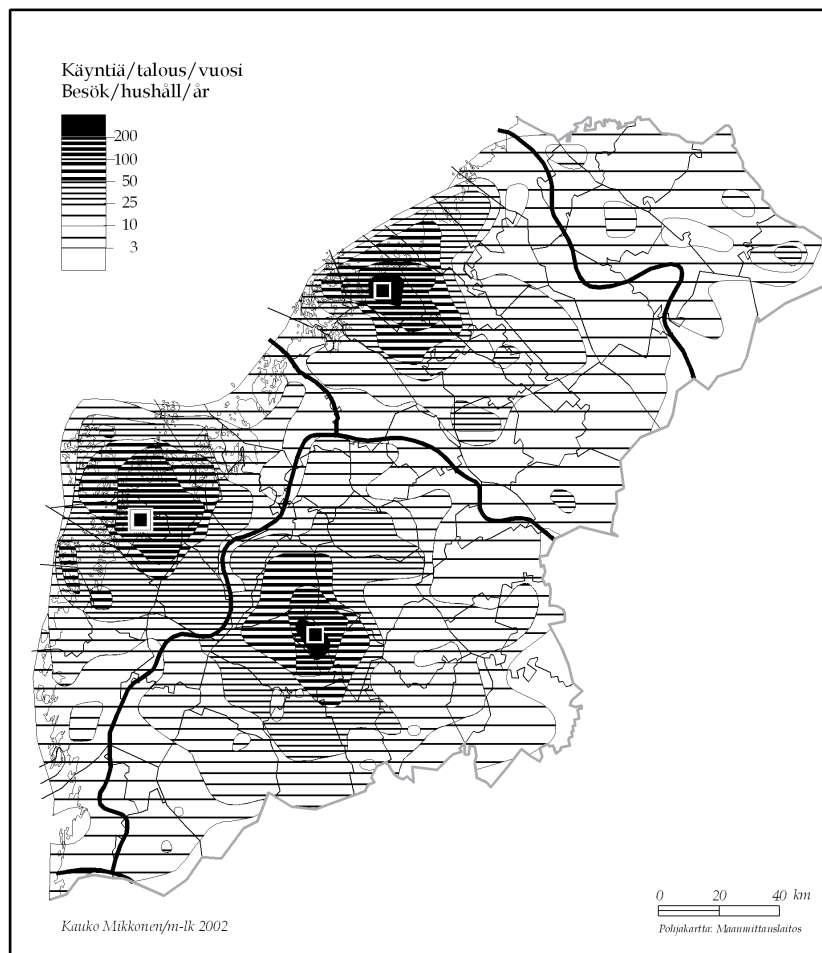 Käyntiä/talous/vuosi
Besök/hushåll/år
200
100
50
25
10
3
0 20 40 km
Pohjakartta: Maanmittauslaitos
Kauko Mikkonen/m-lk 2002